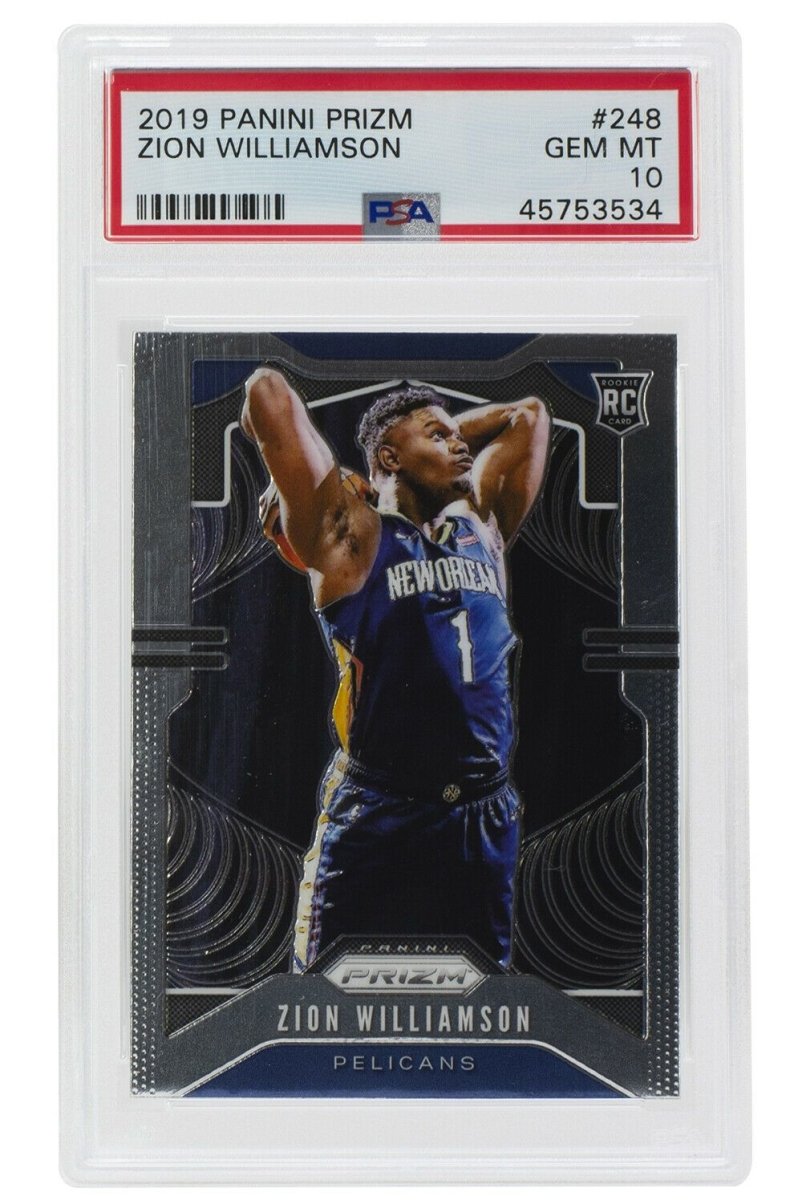 2019 PANINI PRIZM #248
ZION WILLIAMSON GEM MT
10
PSA 45753534
ROOKIE
RC
CARD
NEW ORLEAN
1
PANINI
PRIZM
ZION WILLIAMSON
PELICANS